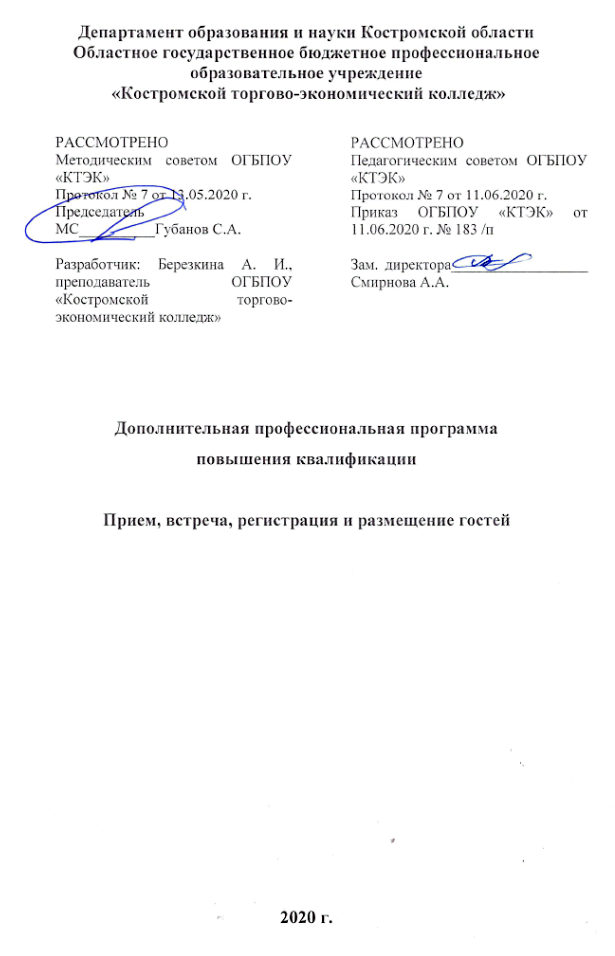 Департамент образования и науки Костромской области
Областное государственное бюджетное профессиональное
образовательное учреждение
«Костромской торгово-экономический колледж»
РАССМОТРЕНО
Методическим советом ОГБПОУ
«КТЭК»
Протокол № 7 от 13.05.2020 г.
Председатель
МС__________Губанов С.А.
Разработчик: Березкина А. И.,
преподаватель ОГБПОУ
«Костромской торгово-
экономический колледж»
РАССМОТРЕНО
Педагогическим советом ОГБПОУ
«КТЭК»
Протокол № 7 от 11.06.2020 г.
Приказ ОГБПОУ «КТЭК» от
11.06.2020 г. № 183 /п
Зам. директора__________________
Смирнова А.А.
Дополнительная профессиональная программа
повышения квалификации
Прием, встреча, регистрация и размещение гостей
2020 г.